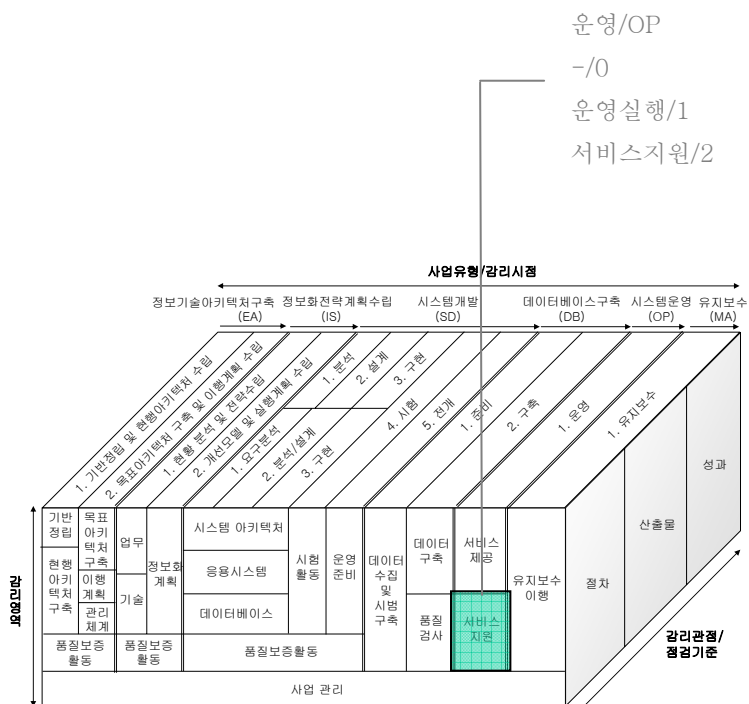 운영/OP
-/0
운영실행/1
서비스지원/2
사업유형/감리시점
정보기술아키텍처구축
(EA)
정보화전략계획수립
(IS)
시스템개발
(SD)
데이터베이스구축
(DB)
시스템운영
(OP)
유지보수
(MA)
1. 기반정립 및 현행아키텍처 수립
2. 목표아키텍처 구축 및 이행계획 수립
1. 현황 분석 및 전략수립
2. 개선모델 및 실행계획 수립
1. 분석
2. 설계
3. 구현
1. 요구분석
2. 분석/설계
3. 구현
4. 시험
5. 전개
1. 준비
2. 구축
1. 운영
1. 유지보수
감리영역
기반
정립
현행
아키
텍처
구축
목표
아키
텍처
구축
이행
계획
관리
체계
품질보증
활동
업무
기술
정보화
계획
품질보증
활동
시스템 아키텍처
응용시스템
데이터베이스
시험
활동
운영
준비
품질보증활동
데이터
수집
및
시범
구축
데이터
구축
품질
검사
서비스
제공
서비스
지원
유지보수
이행
사업 관리
절차
산출물
성과
감리관점/
점검기준